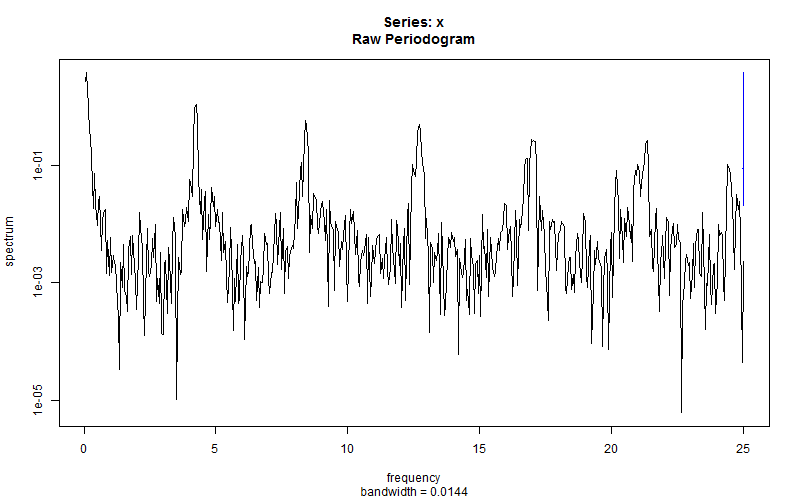 Series: x
Raw Periodogram
spectrum
1e-01
1e-03
1e-05
0
5
10
15
20
25
frequency
bandwidth = 0.0144